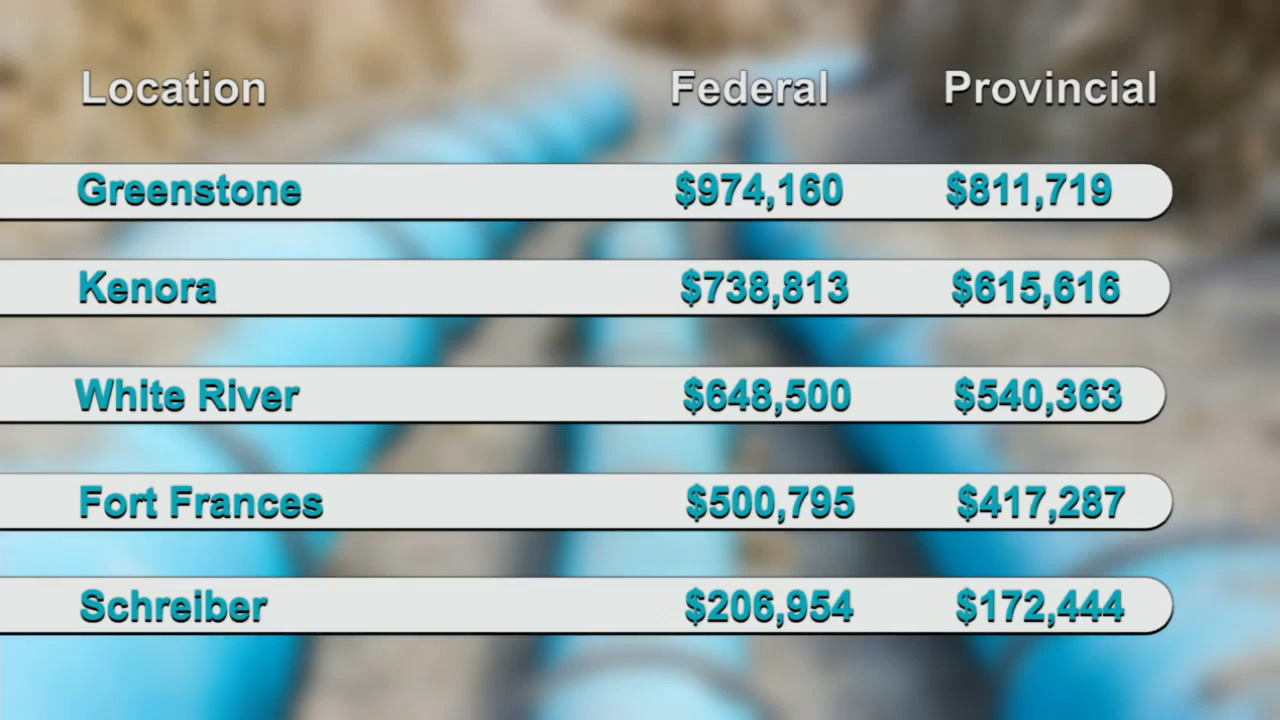 Location Federal Provincial
Greenstone $974,160 $811,719
Kenora $738,813 $615,616
White River $648,500 $540,363
Fort Frances $500,795 $417,287
Schreiber $206,954 $172,444